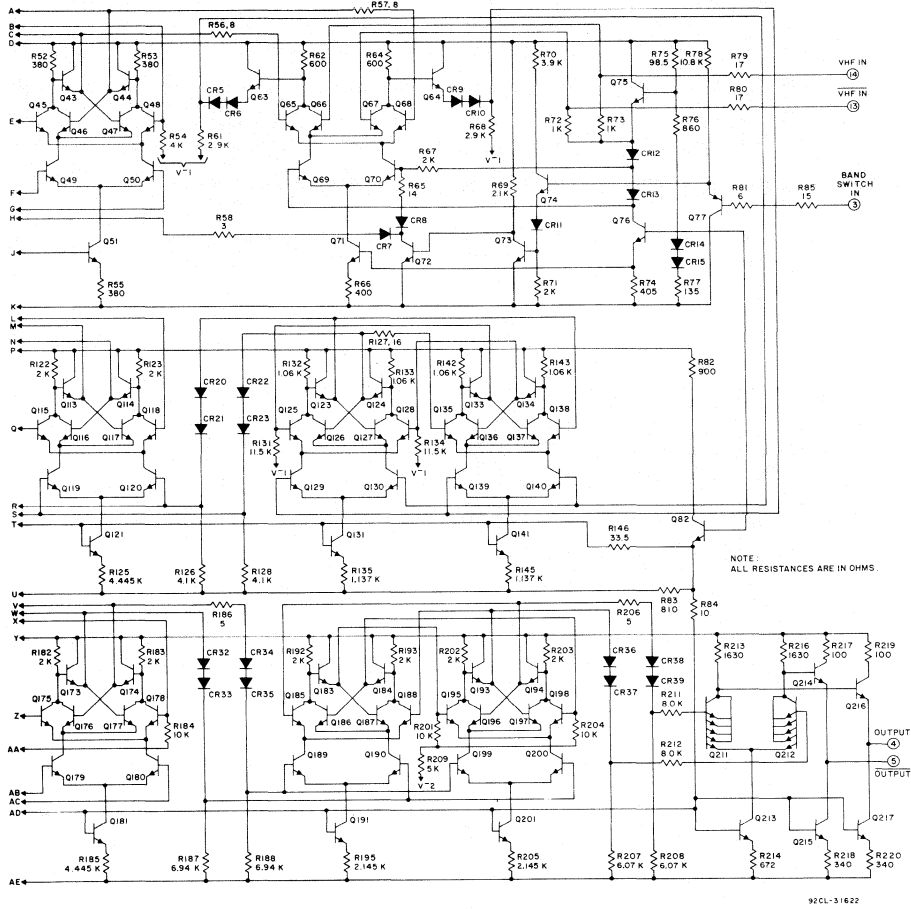 A
B
C
D
R56, 8
R57, 8
R52
380
R53
380
R62
600
R64
600
R70
3.9 K
R75
98.5
R78
10.8 K
R79
17
VHF IN
14
Q43
Q44
CR5
CR6
Q63
CR9
CR10
Q64
Q75
R80
17
VHF IN
13
Q45
Q46
Q47
Q48
Q65
Q66
Q67
Q68
R68
2.9 K
V-1
R72
1K
R73
1K
R76
860
E
R54
4 K
R61
2.9 K
V-1
R67
2 K
CR12
Q49
Q50
Q69
Q70
R65
14
R69
2.1 K
Q74
CR13
R81
6
R85
15
BAND
SWITCH
IN
3
F
G
H
R58
3
CR8
CR7
CR11
Q76
Q77
Q51
Q71
Q72
Q73
CR14
CR15
J
R55
380
R66
400
R71
2 K
R74
405
R77
135
K
L
M
N
P
R127, 16
R122
2 K
R123
2 K
CR20
CR22
R132
1.06 K
R133
1.06 K
R142
1.06 K
R143
1.06 K
R82
900
Q113
Q114
Q123
Q124
Q133
Q134
Q115
Q116
Q117
Q118
CR21
CR23
Q125
Q126
Q127
Q128
Q135
Q136
Q137
Q138
Q
R131
11.5 K
V-1
R134
11.5 K
V-1
Q119
Q120
Q129
Q130
Q139
Q140
R
S
T
Q121
Q131
Q141
R146
33.5
Q82
NOTE:
ALL RESISTANCES ARE IN OHMS.
R125
4.445 K
R126
4.1 K
R128
4.1 K
R135
1.137 K
R145
1.137 K
U
R83
810
R84
10
V
W
X
Y
R186
5
R206
5
R182
2 K
R183
2 K
CR32
CR34
R192
2 K
R193
2 K
R202
2 K
R203
2 K
CR36
CR38
R213
1630
R216
1630
R217
100
R219
100
Q173
Q174
CR33
CR35
Q183
Q184
Q193
Q194
CR37
CR39
Q214
Q216
Q175
Q176
Q177
Q178
Q185
Q186
Q187
Q188
Q195
Q196
Q197
Q198
R211
8.0 K
Z
R184
10 K
R201
10 K
R204
10 K
R212
8.0 K
Q211
Q212
OUTPUT
4
5
OUTPUT
AA
Q179
Q180
Q189
Q190
R209
5 K
V-2
Q199
Q200
AB
AC
AD
Q181
Q191
Q201
Q213
Q215
Q217
R185
4.445 K
R187
6.94 K
R188
6.94 K
R195
2.145 K
R205
2.145 K
R207
6.07 K
R208
6.07 K
R214
672
R218
340
R220
340
AE
92CL-31622